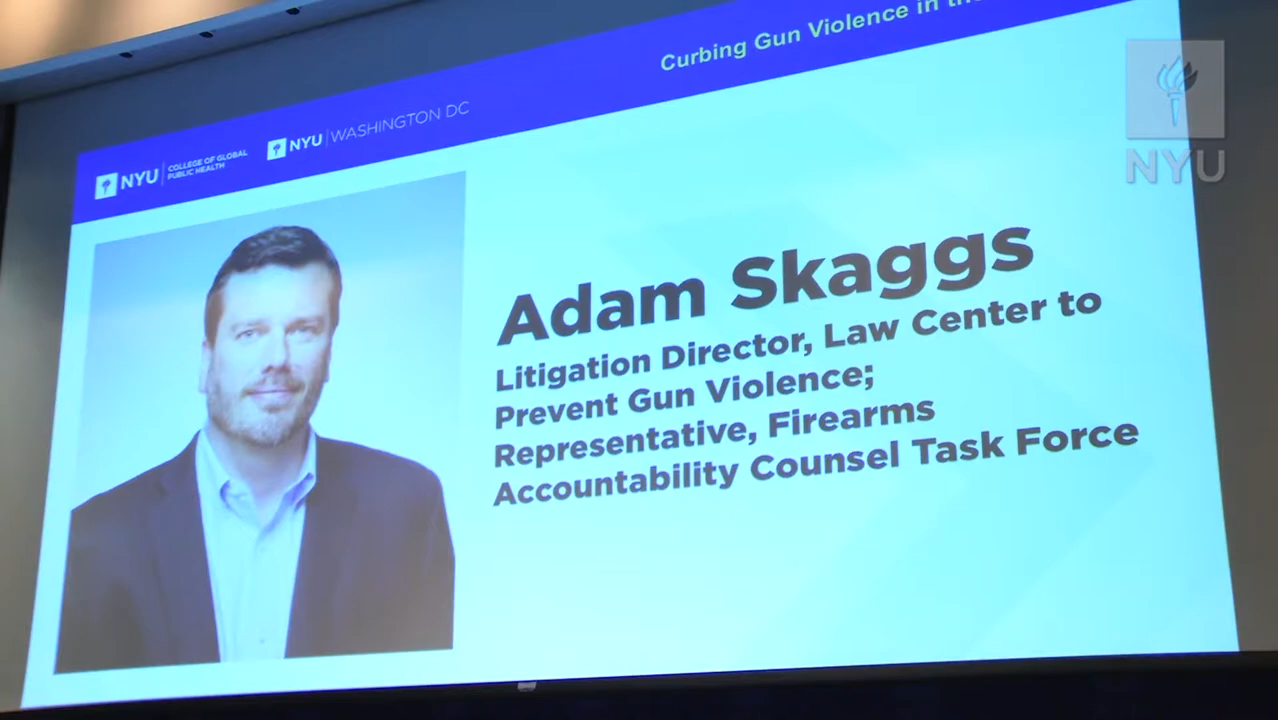 Curbing Gun Violence in
NYU COLLEGE OF GLOBAL
PUBLIC HEALTH
NYU WASHINGTON DC
NYU
Adam Skaggs
Litigation Director, Law Center to
Prevent Gun Violence;
Representative, Firearms
Accountability Counsel Task Force